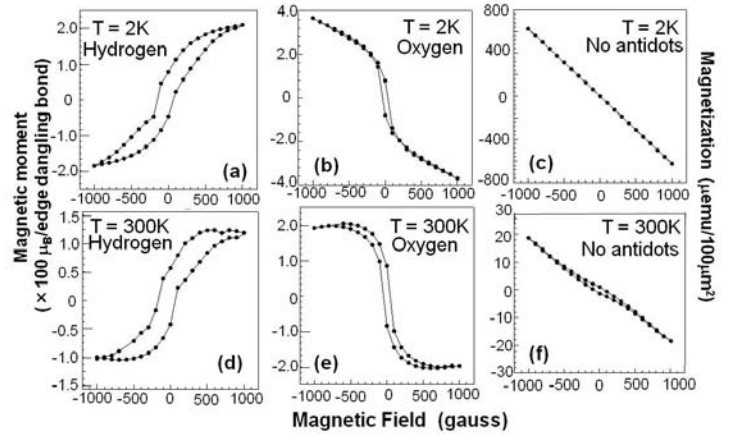 T = 2K
Hydrogen
2.0
1.0
0
-1.0
-2.0
(a)
-1000 -500 0 500 1000
T = 2K
Oxygen
4.0
2.0
0
-2.0
-4.0
(b)
-1000 -500 0 500 1000
T = 2K
No antidots
800
400
0
-400
-800
(c)
-1000 -500 0 500 1000
T = 300K
Hydrogen
1.5
1.0
0.5
0
-0.5
-1.0
-1.5
(d)
-1000 -500 0 500 1000
T = 300K
Oxygen
2.0
1.0
0
-1.0
-2.0
(e)
-1000 -500 0 500 1000
T = 300K
No antidots
30
20
10
0
-10
-20
-30
(f)
-1000 -500 0 500 1000
Magnetic moment
(×100 μB/edge dangling bond)
Magnetization (μemu/100μm²)
Magnetic Field (gauss)